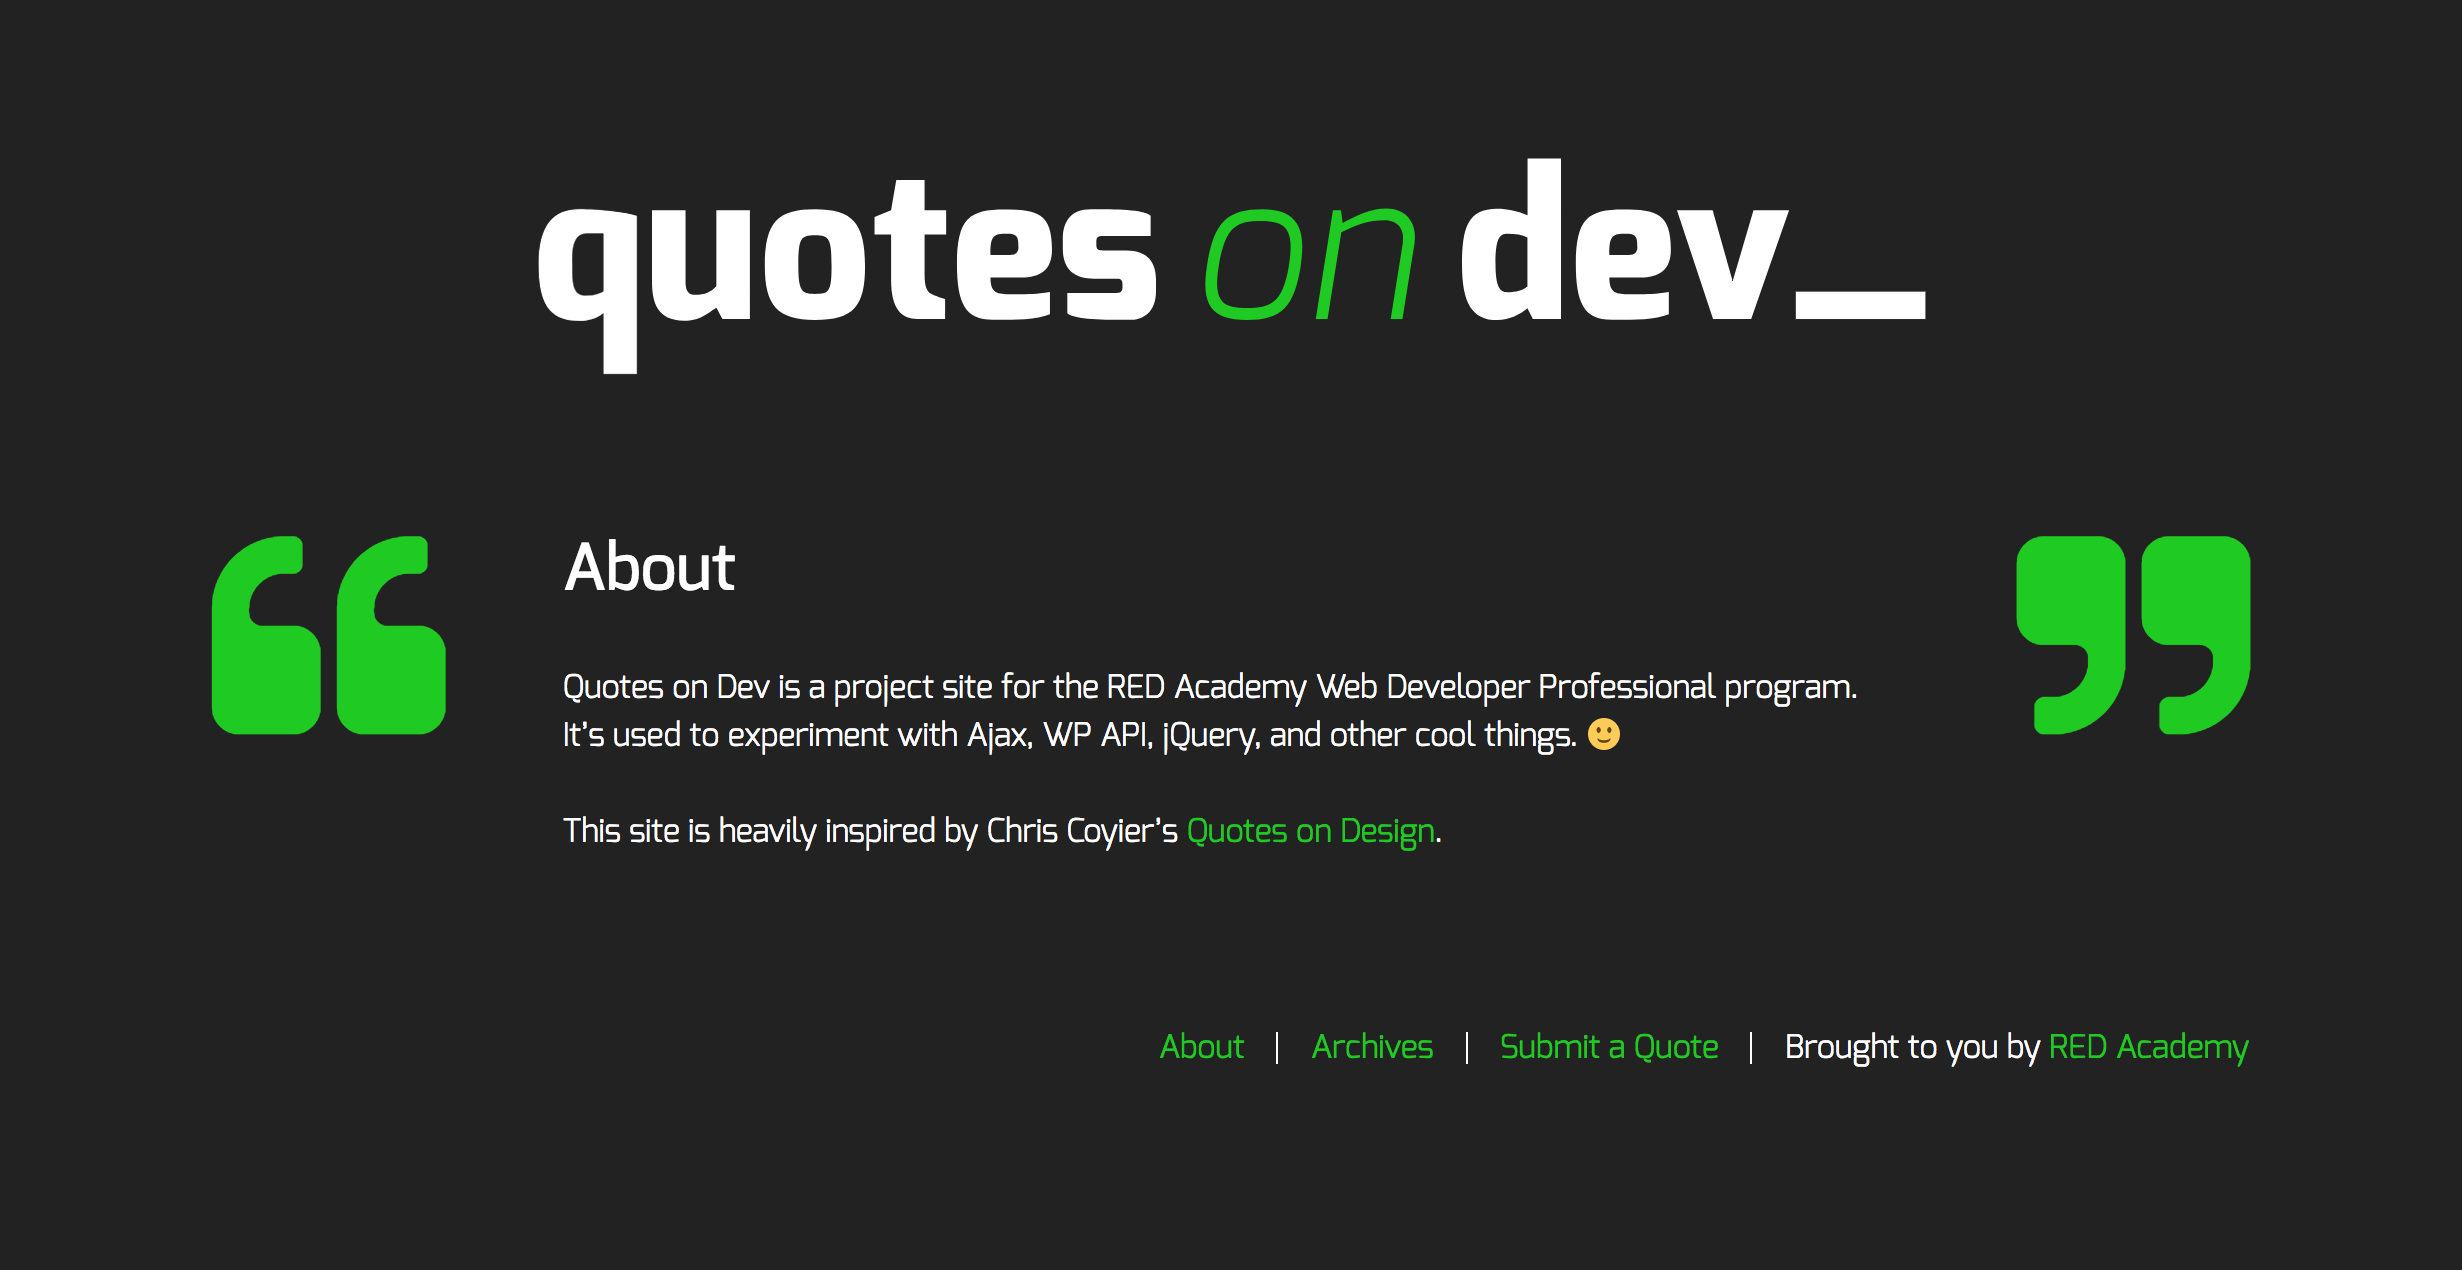 quotes on dev_
About
Quotes on Dev is a project site for the RED Academy Web Developer Professional program.
It’s used to experiment with Ajax, WP API, jQuery, and other cool things. 🙂
This site is heavily inspired by Chris Coyier’s Quotes on Design.
About | Archives | Submit a Quote | Brought to you by RED Academy